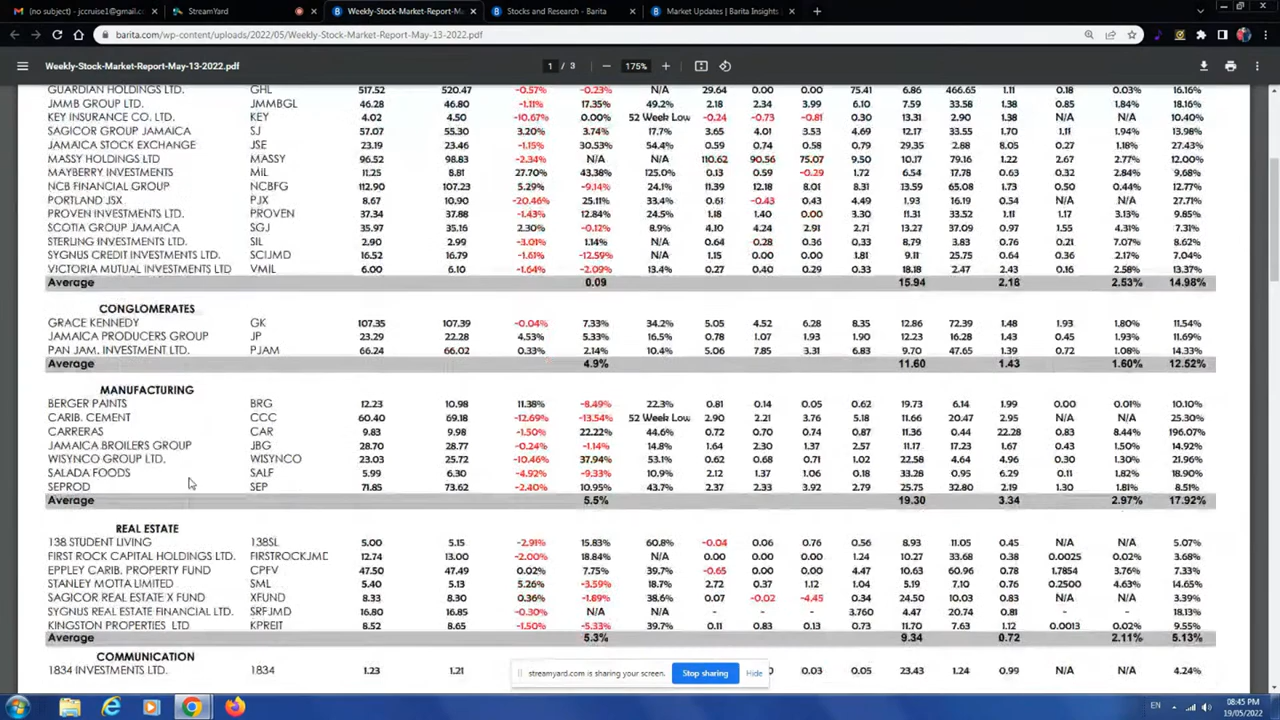 (no subject) - jccruise1@gmail.c
StreamYard
Weekly-Stock-Market-Report-M
Stocks and Research - Barita
Market Updates | Barita Insights
barita.com/wp-content/uploads/2022/05/Weekly-Stock-Market-Report-May-13-2022.pdf
Weekly-Stock-Market-Report-May-13-2022.pdf
1 / 3
175%
GUARDIAN HOLDINGS LTD. GHL 517.52 520.47 -0.57% -0.23% N/A 29.64 0.00 0.00 75.41 6.86 466.65 1.11 0.18 0.03% 16.16%
JMMB GROUP LTD. JMMBGL 46.28 46.80 -1.11% 17.35% 49.2% 2.18 2.34 3.99 6.10 7.59 33.58 1.38 0.85 1.84% 18.16%
KEY INSURANCE CO. LTD. KEY 4.02 4.50 -10.67% 0.00% 52 Week Low -0.24 -0.73 -0.81 0.30 13.31 2.90 1.38 N/A N/A 10.40%
SAGICOR GROUP JAMAICA SJ 57.07 55.30 3.20% 3.74% 17.7% 3.65 4.01 3.53 4.69 12.17 33.55 1.70 1.11 1.94% 13.98%
JAMAICA STOCK EXCHANGE JSE 23.19 23.46 -1.15% 30.53% 54.4% 0.59 0.74 0.58 0.79 29.35 2.88 8.05 0.27 1.18% 27.43%
MASSY HOLDINGS LTD MASSY 96.52 98.83 -2.34% N/A N/A 110.62 90.56 75.07 9.50 10.17 79.16 1.22 2.67 2.77% 12.00%
MAYBERRY INVESTMENTS MIL 11.25 8.81 27.70% 43.38% 125.0% 0.13 0.59 -0.29 1.72 6.54 17.78 0.63 0.32 2.84% 9.68%
NCB FINANCIAL GROUP NCBFG 112.90 107.23 5.29% -9.14% 24.1% 11.39 12.18 8.01 8.31 13.59 65.08 1.73 0.50 0.44% 12.77%
PORTLAND JSX PJX 8.67 10.90 -20.46% 25.11% 33.4% 0.61 -0.43 0.43 4.49 1.93 16.19 0.54 N/A N/A 27.71%
PROVEN INVESTMENTS LTD. PROVEN 37.34 37.88 -1.43% 12.84% 24.5% 1.18 1.40 0.00 3.30 11.31 33.52 1.11 1.17 3.13% 9.85%
SCOTIA GROUP JAMAICA SGJ 35.97 35.16 2.30% -0.12% 8.9% 4.10 4.24 2.91 2.71 13.27 37.09 0.97 1.55 4.31% 7.31%
STERLING INVESTMENTS LTD. SIL 2.90 2.99 -3.01% 1.14% N/A 0.64 0.28 0.36 0.33 8.79 3.83 0.76 0.21 7.07% 8.62%
SYGNUS CREDIT INVESTMENTS LTD. SCIJMD 16.52 16.79 -1.61% -12.59% N/A 1.15 0.00 0.00 1.81 9.11 25.75 0.64 0.36 2.17% 7.04%
VICTORIA MUTUAL INVESTMENTS LTD VMIL 6.00 6.10 -1.64% -2.09% 13.4% 0.27 0.40 0.29 0.33 18.18 2.47 2.43 0.16 2.58% 13.37%
Average 0.09 15.94 2.18 2.53% 14.98%
CONGLOMERATES
GRACE KENNEDY GK 107.35 107.39 -0.04% 7.33% 34.2% 5.05 4.52 6.28 8.35 12.86 72.39 1.48 1.93 1.80% 11.54%
JAMAICA PRODUCERS GROUP JP 23.29 22.28 4.53% 5.33% 16.5% 0.78 1.07 1.93 1.90 12.23 16.28 1.43 0.45 1.93% 11.69%
PAN JAM. INVESTMENT LTD. PJAM 66.24 66.02 0.33% 2.14% 10.4% 5.06 7.85 3.31 6.83 9.70 47.65 1.39 0.72 1.08% 14.33%
Average 4.9% 11.60 1.43 1.60% 12.52%
MANUFACTURING
BERGER PAINTS BRG 12.23 10.98 11.38% -8.49% 22.3% 0.81 0.14 0.05 0.62 19.73 6.14 1.99 0.00 0.01% 10.10%
CARIB. CEMENT CCC 60.40 69.18 -12.69% -13.54% 52 Week Low 2.90 2.21 3.76 5.18 11.66 20.47 2.95 N/A N/A 25.30%
CARRERAS CAR 9.83 9.98 -1.50% 22.22% 44.6% 0.72 0.70 0.74 0.87 11.36 0.44 22.28 0.83 8.44% 196.07%
JAMAICA BROILERS GROUP JBG 28.70 28.77 -0.24% -1.14% 14.8% 1.64 2.30 1.37 2.57 11.17 17.23 1.67 0.43 1.50% 14.92%
WISYNCO GROUP LTD. WISYNCO 23.03 25.72 -10.46% 37.94% 53.1% 0.62 0.68 0.71 1.02 22.58 4.64 4.96 0.30 1.30% 21.96%
SALADA FOODS SALF 5.99 6.30 -4.92% -9.33% 10.9% 2.12 1.37 1.06 0.18 33.28 0.95 6.29 0.11 1.82% 18.90%
SEPROD SEP 71.85 73.62 -2.40% 10.95% 43.7% 2.37 2.33 3.92 2.79 25.75 32.80 2.19 1.30 1.81% 8.51%
Average 5.5% 19.30 3.34 2.97% 17.92%
REAL ESTATE
138 STUDENT LIVING 138SL 5.00 5.15 -2.91% 15.83% 60.8% -0.04 0.06 0.76 0.56 8.93 11.05 0.45 N/A N/A 5.07%
FIRST ROCK CAPITAL HOLDINGS LTD. FIRSTROCKJMD 12.74 13.00 -2.00% 18.84% N/A 0.00 0.00 0.00 1.24 10.27 33.68 0.38 0.0025 0.02% 3.68%
EPPLEY CARIB. PROPERTY FUND CPFV 47.50 47.49 0.02% 7.75% 39.7% -0.65 0.00 0.00 4.47 10.63 60.96 0.78 1.7854 3.76% 7.33%
STANLEY MOTTA LIMITED SML 5.40 5.13 5.26% -3.59% 18.7% 2.72 0.37 1.12 1.04 5.19 7.10 0.76 0.2500 4.63% 14.65%
SAGICOR REAL ESTATE X FUND XFUND 8.33 8.30 0.36% -1.89% 38.6% 0.07 -0.02 -4.45 0.34 24.50 10.03 0.83 N/A N/A 3.39%
SYGNUS REAL ESTATE FINANCIAL LTD. SRFJMD 16.80 16.85 -0.30% N/A N/A - - - 3.760 4.47 20.74 0.81 - - 18.13%
KINGSTON PROPERTIES LTD KPREIT 8.52 8.65 -1.50% -5.33% 39.7% 0.11 0.83 0.13 0.73 11.70 7.63 1.12 0.0013 0.02% 9.55%
Average 5.3% 9.34 0.72 2.11% 5.13%
COMMUNICATION
1834 INVESTMENTS LTD. 1834 1.23 1.21 0.03 0.05 23.43 1.24 0.99 N/A N/A 4.24%
streamyard.com is sharing your screen. Stop sharing Hide
EN
08:45 PM
19/05/2022